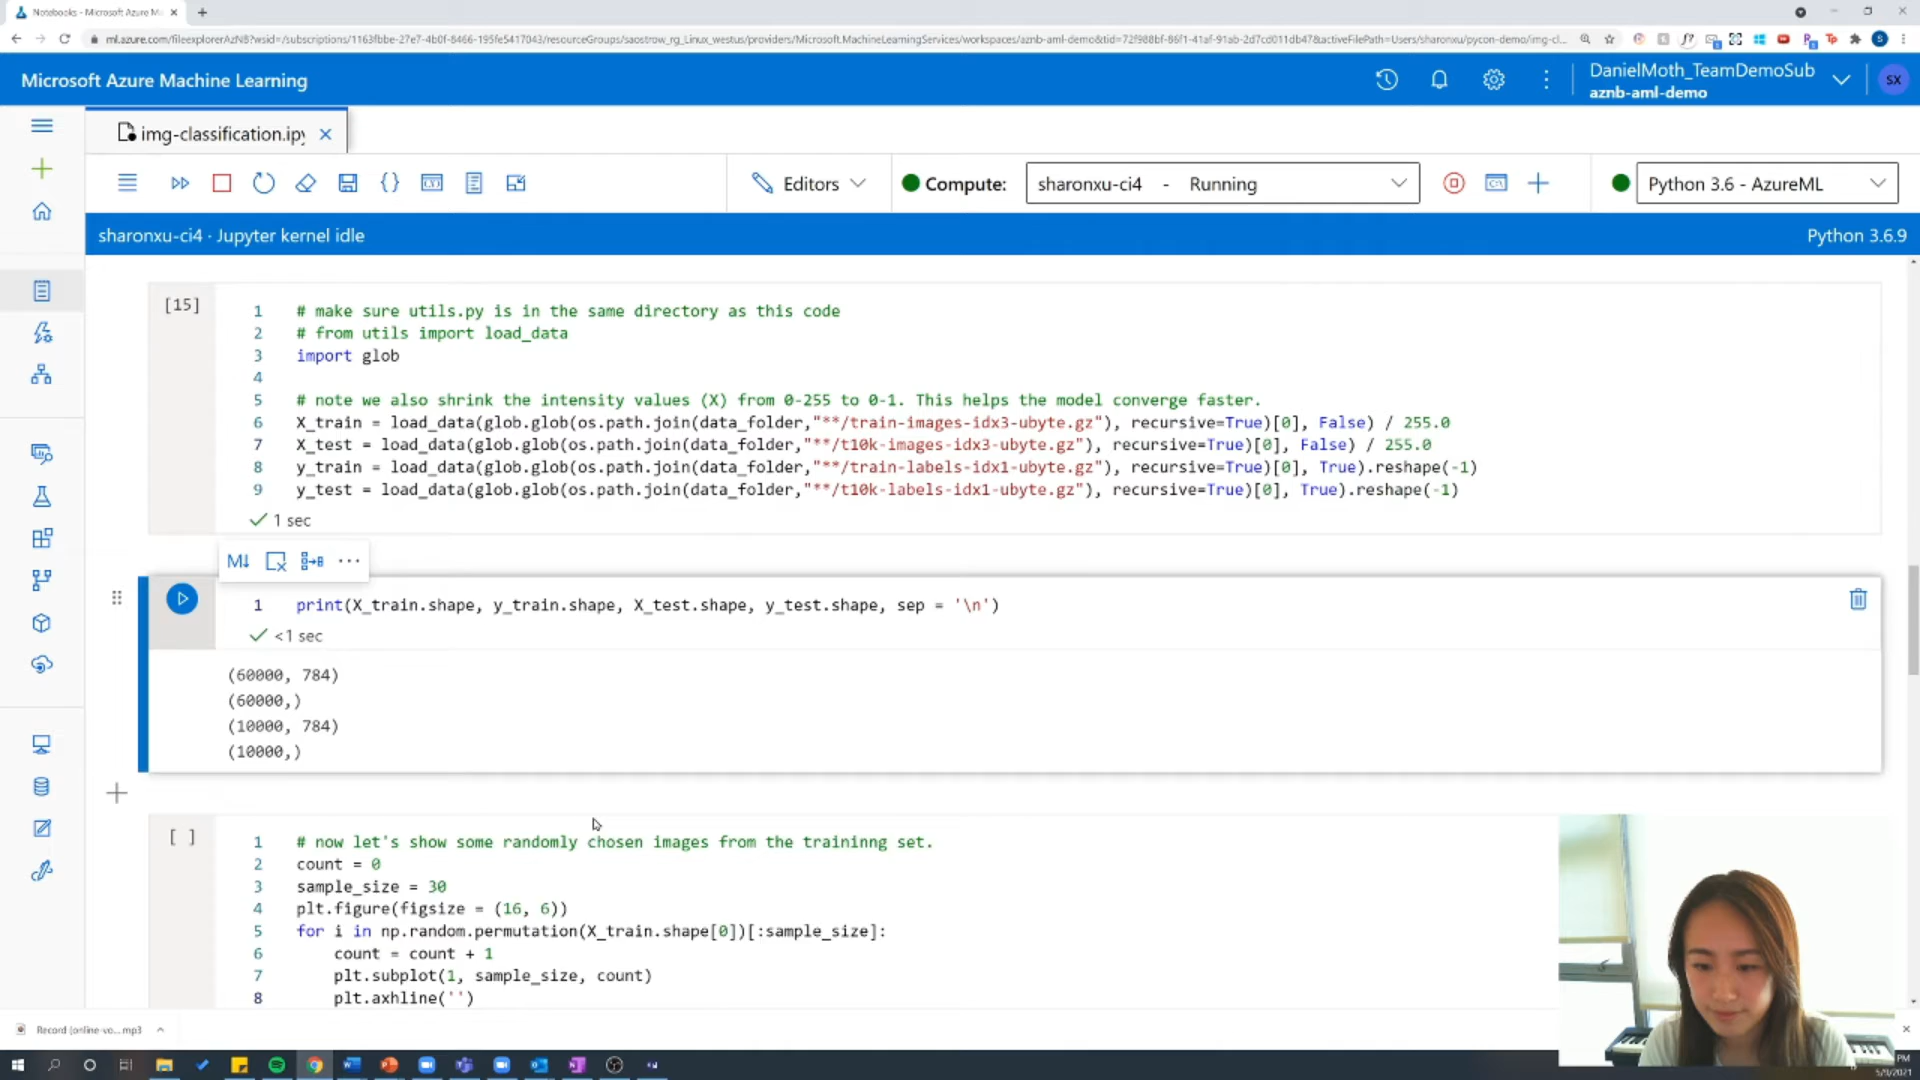 Notebooks - Microsoft Azure Ma
ml.azure.com/fileexplorerAzNB?wsid=/subscriptions/1163fbbe-27e7-4b0f-8466-195fe5417043/resourceGroups/saostrow_rg_Linux_westus/providers/Microsoft.MachineLearningServices/workspaces/aznb-aml-demo&tid=72f988bf-86f1-41af-91ab-2d7cd011db47&activeFilePath=Users/sharonxu/pycon-demo/img-cl...
Microsoft Azure Machine Learning
DanielMoth_TeamDemoSub
aznb-aml-demo
SX
img-classification.ipy
Editors
Compute:
sharonxu-ci4 - Running
Python 3.6 - AzureML
sharonxu-ci4 · Jupyter kernel idle
Python 3.6.9
[15]
1 # make sure utils.py is in the same directory as this code
2 # from utils import load_data
3 import glob
4
5 # note we also shrink the intensity values (X) from 0-255 to 0-1. This helps the model converge faster.
6 X_train = load_data(glob.glob(os.path.join(data_folder,"**/train-images-idx3-ubyte.gz"), recursive=True)[0], False) / 255.0
7 X_test = load_data(glob.glob(os.path.join(data_folder,"**/t10k-images-idx3-ubyte.gz"), recursive=True)[0], False) / 255.0
8 y_train = load_data(glob.glob(os.path.join(data_folder,"**/train-labels-idx1-ubyte.gz"), recursive=True)[0], True).reshape(-1)
9 y_test = load_data(glob.glob(os.path.join(data_folder,"**/t10k-labels-idx1-ubyte.gz"), recursive=True)[0], True).reshape(-1)
1 sec
M↓
1 print(X_train.shape, y_train.shape, X_test.shape, y_test.shape, sep = '\n')
<1 sec
(60000, 784)
(60000,)
(10000, 784)
(10000,)
[ ]
1 # now let's show some randomly chosen images from the traininng set.
2 count = 0
3 sample_size = 30
4 plt.figure(figsize = (16, 6))
5 for i in np.random.permutation(X_train.shape[0])[:sample_size]:
6 count = count + 1
7 plt.subplot(1, sample_size, count)
8 plt.axhline('')
Record (online-vo....mp3
PM
5/9/2021